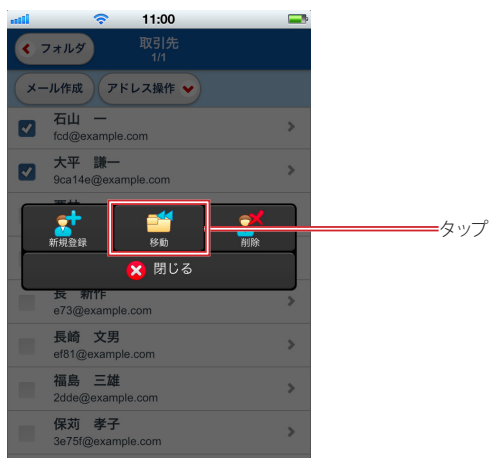 11:00
フォルダ
取引先
1/1
メール作成
アドレス操作
石山 一
fcd@example.com
大平 謙一
9ca14e@example.com
新規登録
移動
削除
タップ
閉じる
長 新作
e73@example.com
長崎 文男
ef81@example.com
福島 三雄
2dde@example.com
保苅 孝子
3e75f@example.com